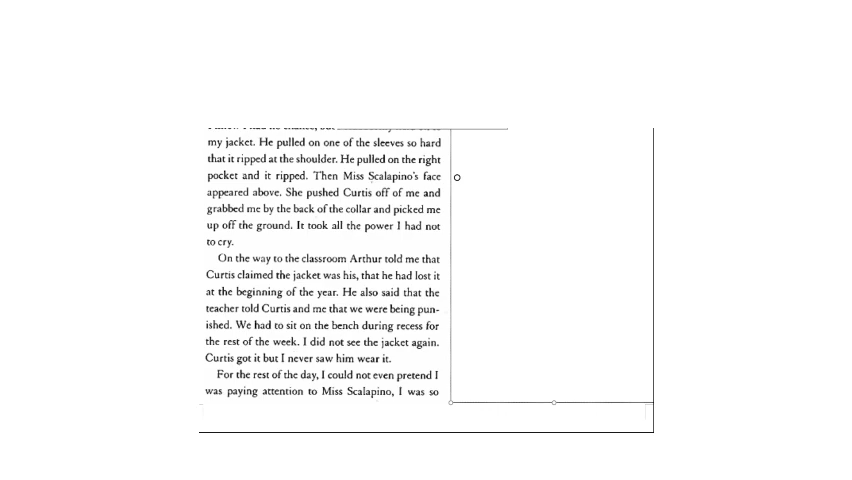 my jacket. He pulled on one of the sleeves so hard
that it ripped at the shoulder. He pulled on the right
pocket and it ripped. Then Miss Scalapino's face
appeared above. She pushed Curtis off of me and
grabbed me by the back of the collar and picked me
up off the ground. It took all the power I had not
to cry.
On the way to the classroom Arthur told me that
Curtis claimed the jacket was his, that he had lost it
at the beginning of the year. He also said that the
teacher told Curtis and me that we were being pun-
ished. We had to sit on the bench during recess for
the rest of the week. I did not see the jacket again.
Curtis got it but I never saw him wear it.
For the rest of the day, I could not even pretend I
was paying attention to Miss Scalapino, I was so